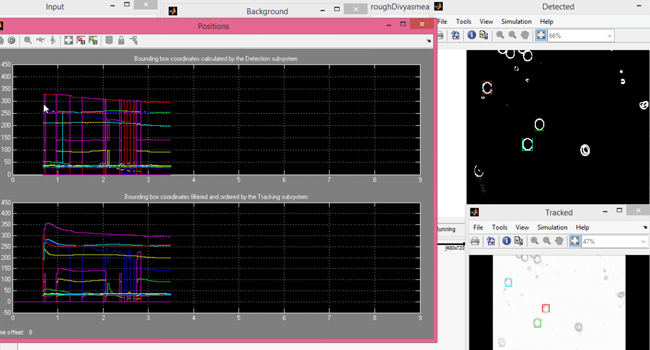 Input
Background
roughDivyasmea
Detected
Positions
File Tools View Simulation Help
66%
Bounding box coordinates calculated by the Detection subsystem
450
400
350
300
250
200
150
100
50
0
0 1 2 3 4 5 6 7 8 9
Bounding box coordinates filtered and ordered by the Tracking subsystem
450
400
350
300
250
200
150
100
50
0
-50
0 1 2 3 4 5 6 7 8 9
me offset: 0
Tracked
File Tools View Simulation Help
47%
unning